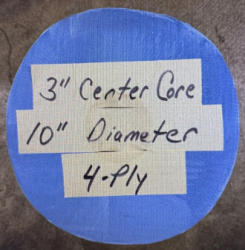 3" Center Core
10" Diameter
4-Ply